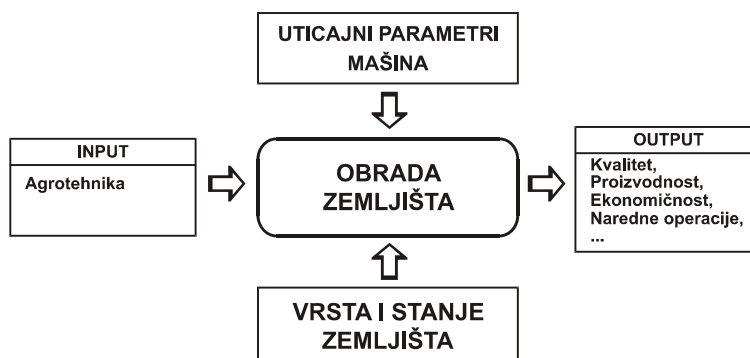 UTICAJNI PARAMETRI
MAŠINA
INPUT
Agrotehnika
OBRADA
ZEMLJIŠTA
OUTPUT
Kvalitet,
Proizvodnost,
Ekonomičnost,
Naredne operacije,
...
VRSTA I STANJE
ZEMLJIŠTA